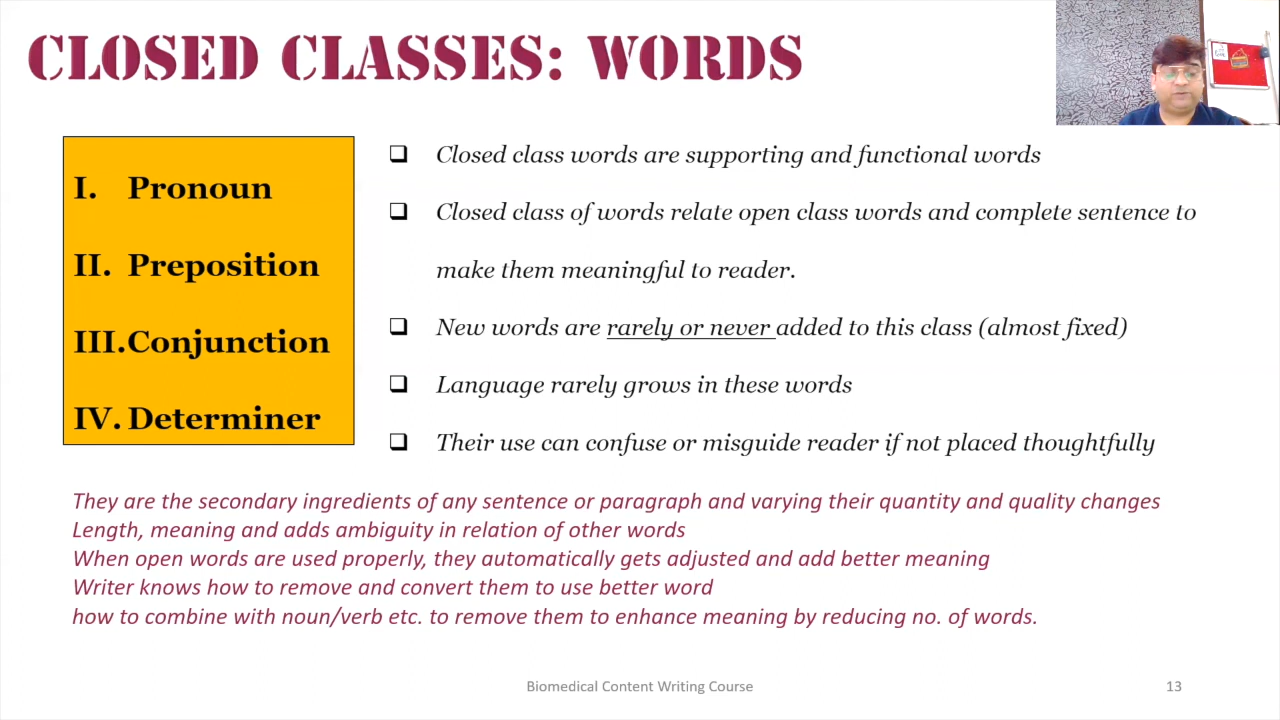 CLOSED CLASSES: WORDS
I. Pronoun
II. Preposition
III.Conjunction
IV. Determiner
❑ Closed class words are supporting and functional words
❑ Closed class of words relate open class words and complete sentence to
make them meaningful to reader.
❑ New words are rarely or never added to this class (almost fixed)
❑ Language rarely grows in these words
❑ Their use can confuse or misguide reader if not placed thoughtfully
They are the secondary ingredients of any sentence or paragraph and varying their quantity and quality changes
Length, meaning and adds ambiguity in relation of other words
When open words are used properly, they automatically gets adjusted and add better meaning
Writer knows how to remove and convert them to use better word
how to combine with noun/verb etc. to remove them to enhance meaning by reducing no. of words.
Biomedical Content Writing Course
13